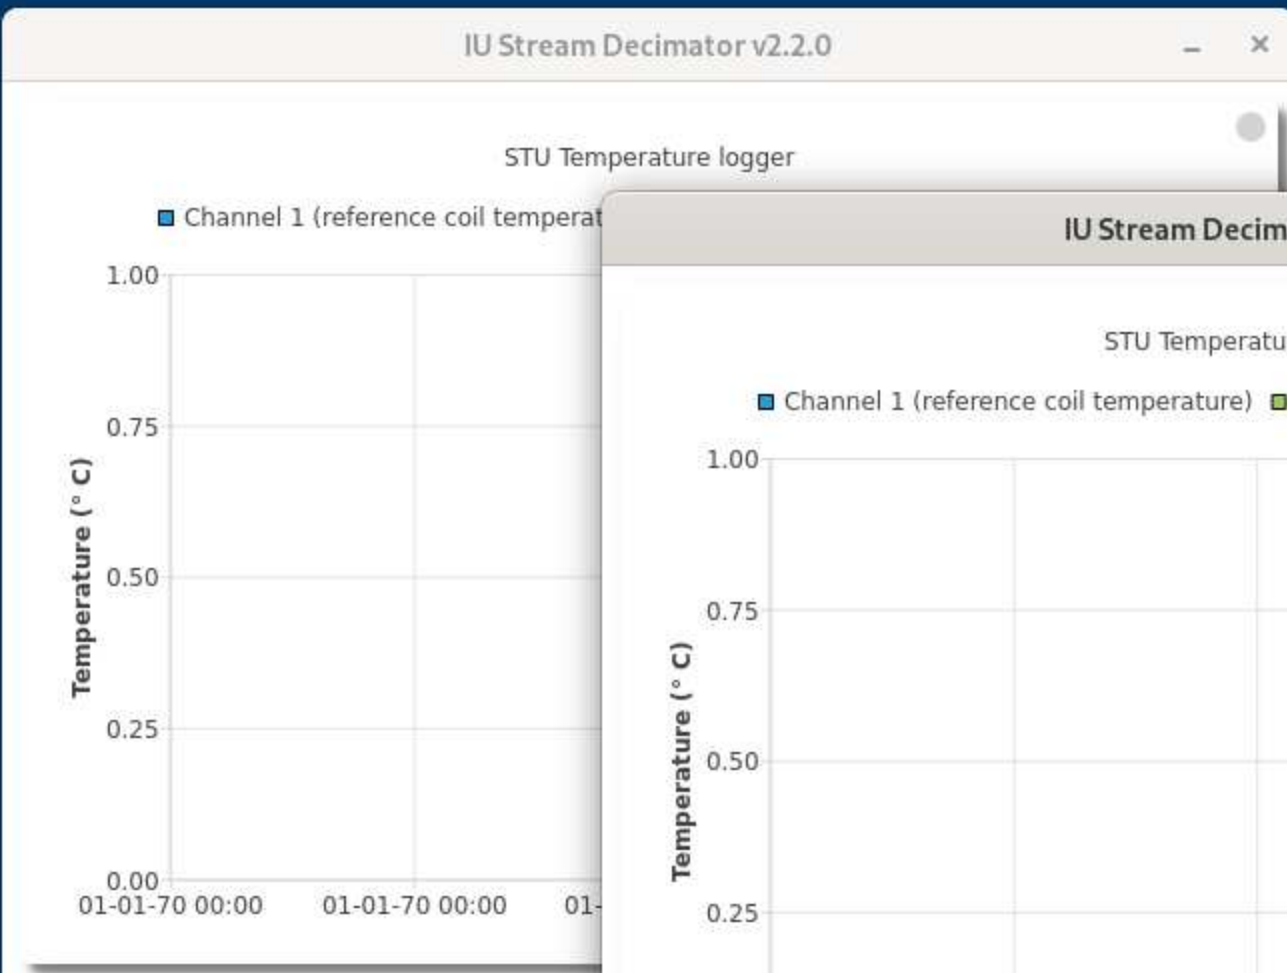 IU Stream Decimator v2.2.0
STU Temperature logger
Channel 1 (reference coil temperat
1.00
0.75
0.50
0.25
0.00
Temperature (° C)
01-01-70 00:00 01-01-70 00:00 01-
IU Stream Decim
STU Temperatu
Channel 1 (reference coil temperature)
1.00
0.75
0.50
0.25
Temperature (° C)